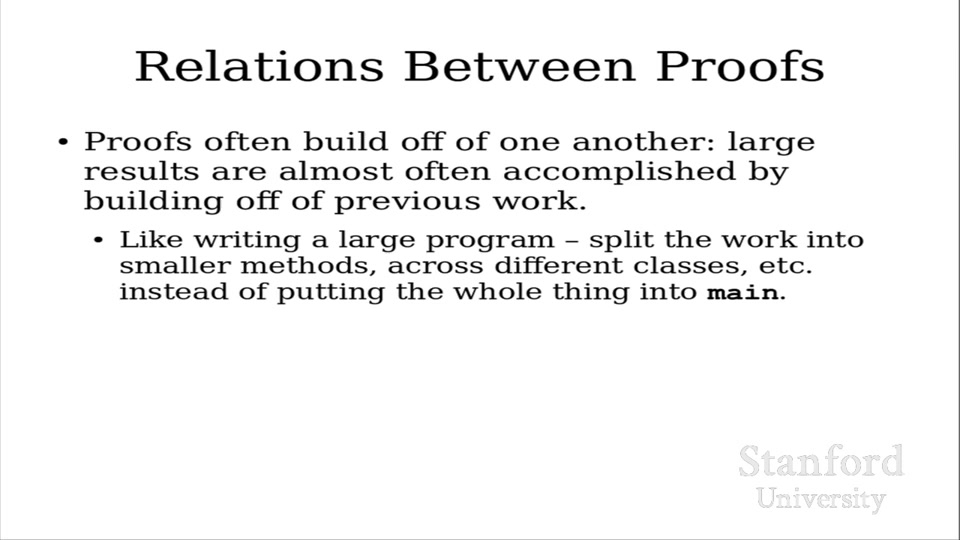 Relations Between Proofs
• Proofs often build off of one another: large
results are almost often accomplished by
building off of previous work.
• Like writing a large program – split the work into
smaller methods, across different classes, etc.
instead of putting the whole thing into main.
Stanford
University